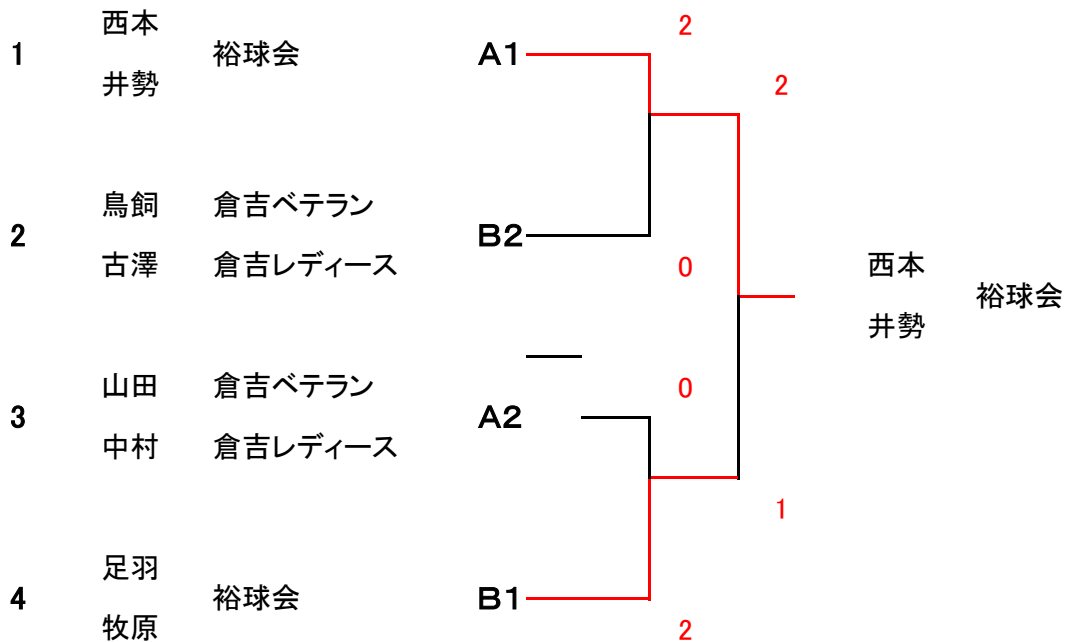 西本
1 裕球会 A1
井勢
2
2
鳥飼 倉吉ベテラン
2 B2
古澤 倉吉レディース
0
西本
裕球会
井勢
山田 倉吉ベテラン
0
3 A2
中村 倉吉レディース
1
足羽
4 裕球会 B1
牧原
2